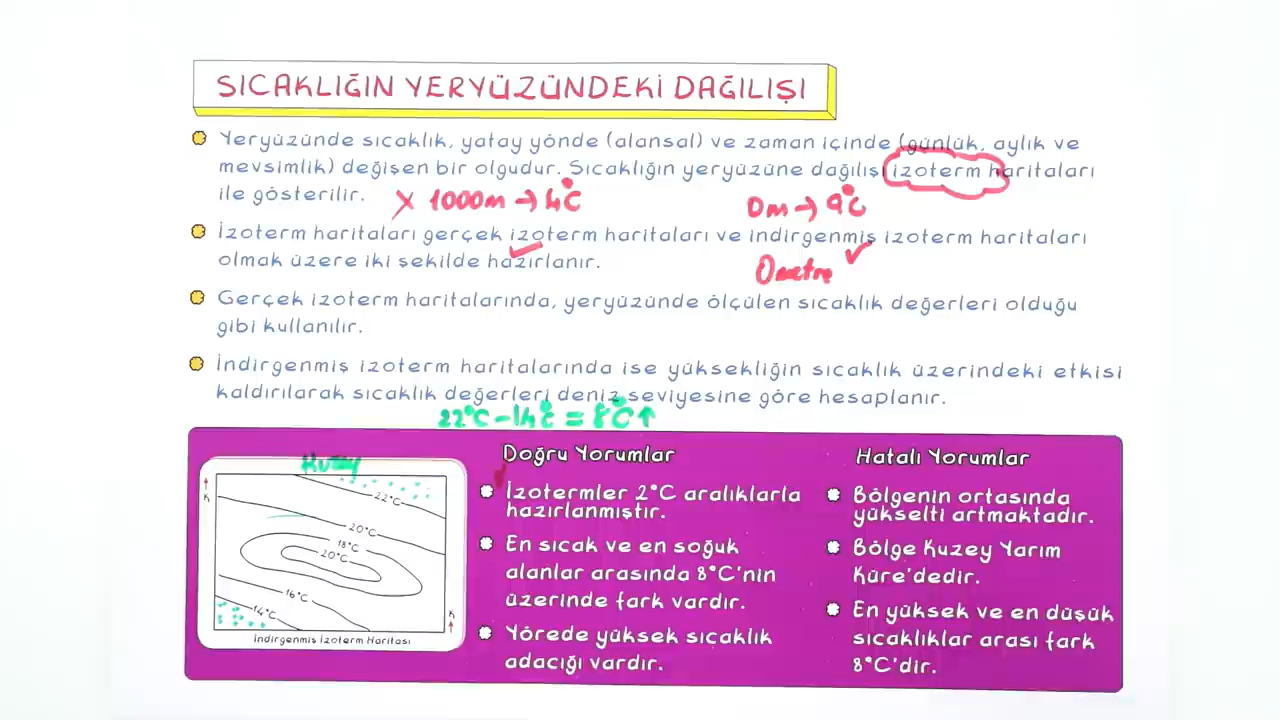 SICAKLIĞIN YERYÜZÜNDEKİ DAĞILIŞI
Yeryüzünde sıcaklık, yatay yönde (alansal) ve zaman içinde (günlük, aylık ve
mevsimlik) değişen bir olgudur. Sıcaklığın yeryüzüne dağılışı izoterm haritaları
ile gösterilir.
X 1000m → 4°C
0m → 9°C
İzoterm haritaları gerçek izoterm haritaları ve indirgenmiş izoterm haritaları
olmak üzere iki şekilde hazırlanır.
0 metre
Gerçek izoterm haritalarında, yeryüzünde ölçülen sıcaklık değerleri olduğu
gibi kullanılır.
İndirgenmiş izoterm haritalarında ise yüksekliğin sıcaklık üzerindeki etkisi
kaldırılarak sıcaklık değerleri deniz seviyesine göre hesaplanır.
22°C - 14°C = 8°C ↑
Kuzey
K
22°C
20°C
18°C
20°C
16°C
14°C
K
İndirgenmiş İzoterm Haritası
Doğru Yorumlar
İzotermler 2°C aralıklarla
hazırlanmıştır.
En sıcak ve en soğuk
alanlar arasında 8°C'nin
üzerinde fark vardır.
Yörede yüksek sıcaklık
adacığı vardır.
Hatalı Yorumlar
Bölgenin ortasında
yükselti artmaktadır.
Bölge Kuzey Yarım
Küre'dedir.
En yüksek ve en düşük
sıcaklıklar arası fark
8°C'dir.